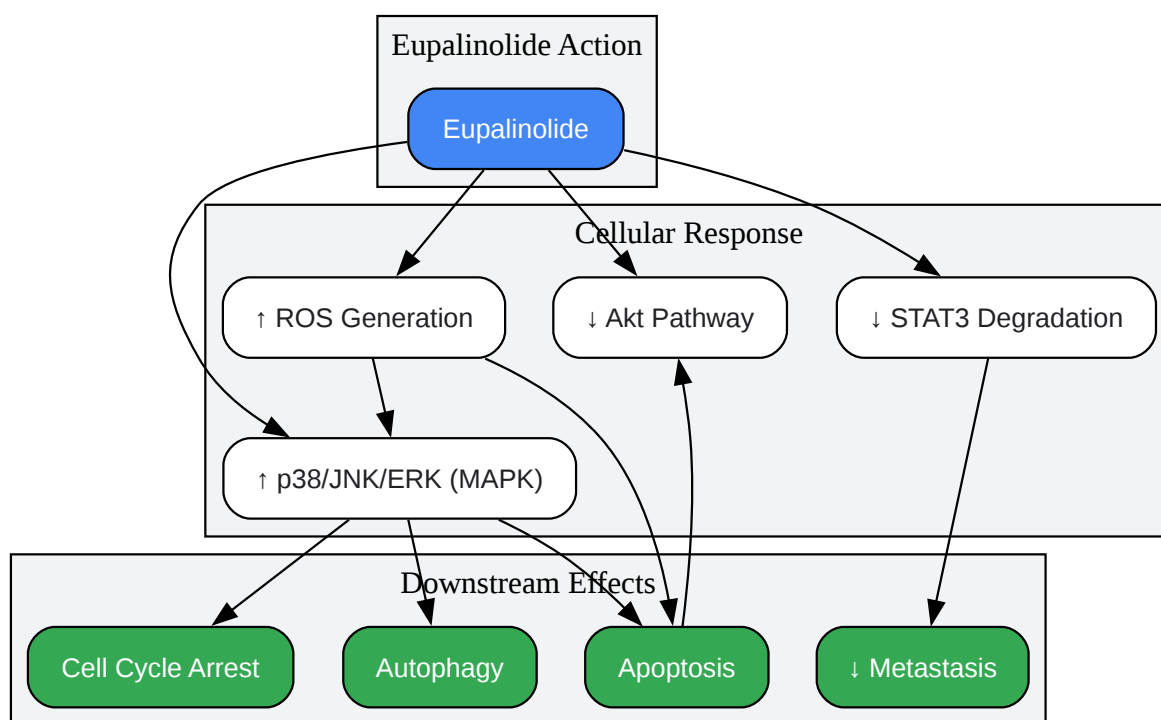 Eupalinolide Action
Eupalinolide
Cellular Response
↑ ROS Generation
↓ Akt Pathway
↓ STAT3 Degradation
↑ p38/JNK/ERK (MAPK)
Downstream Effects
Cell Cycle Arrest
Autophagy
Apoptosis
↓ Metastasis